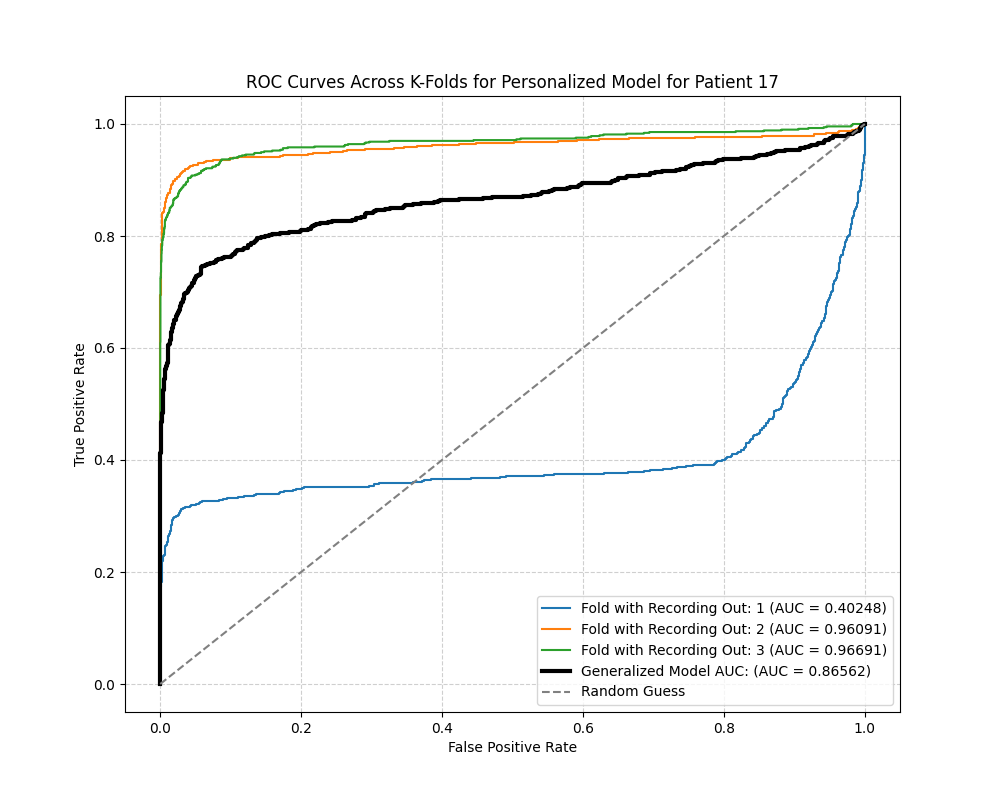 ROC Curves Across K-Folds for Personalized Model for Patient 17
True Positive Rate
1.0
0.8
0.6
0.4
0.2
0.0
0.0 0.2 0.4 0.6 0.8 1.0
False Positive Rate
Fold with Recording Out: 1 (AUC = 0.40248)
Fold with Recording Out: 2 (AUC = 0.96091)
Fold with Recording Out: 3 (AUC = 0.96691)
Generalized Model AUC: (AUC = 0.86562)
Random Guess